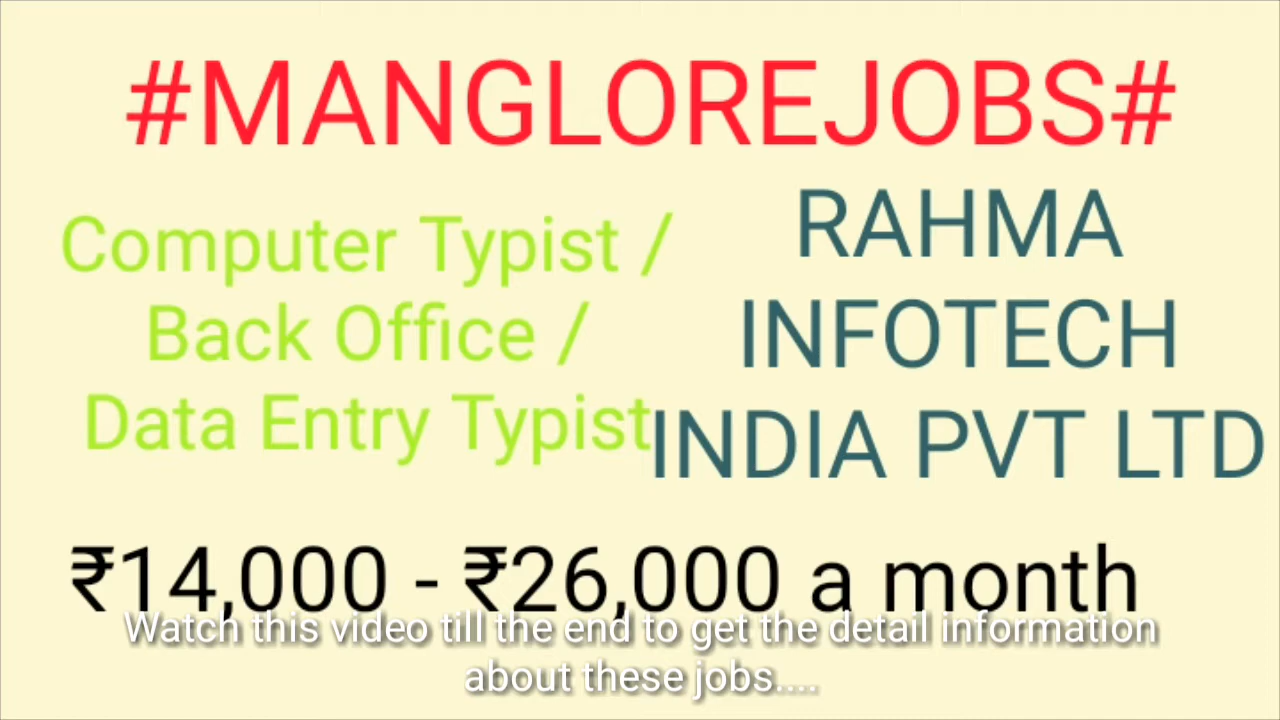 #MANGLOREJOBS#
Computer Typist /
Back Office /
Data Entry Typist
RAHMA
INFOTECH
INDIA PVT LTD
₹14,000 - ₹26,000 a month
Watch this video till the end to get the detail information
about these jobs....